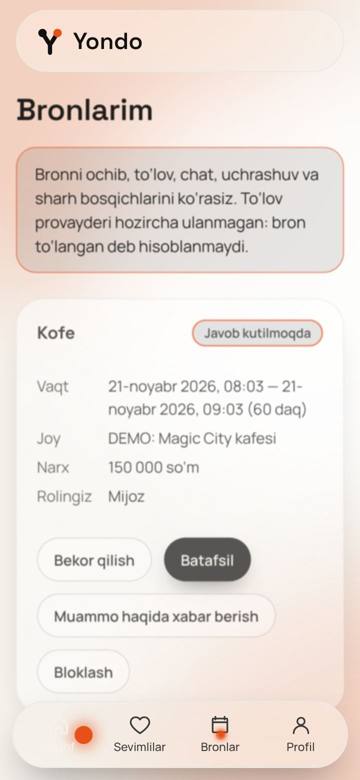 Yondo
Bronlarim
Bronni ochib, to‘lov, chat, uchrashuv va
sharh bosqichlarini ko‘rasiz. To‘lov
provayderi hozircha ulanmagan: bron
to‘langan deb hisoblanmaydi.
Kofe
Javob kutilmoqda
Vaqt 21-noyabr 2026, 08:03 — 21-
noyabr 2026, 09:03 (60 daq)
Joy DEMO: Magic City kafesi
Narx 150 000 so‘m
Rolingiz Mijoz
Bekor qilish Batafsil
Muammo haqida xabar berish
Bloklash
Sevimlilar Bronlar Profil